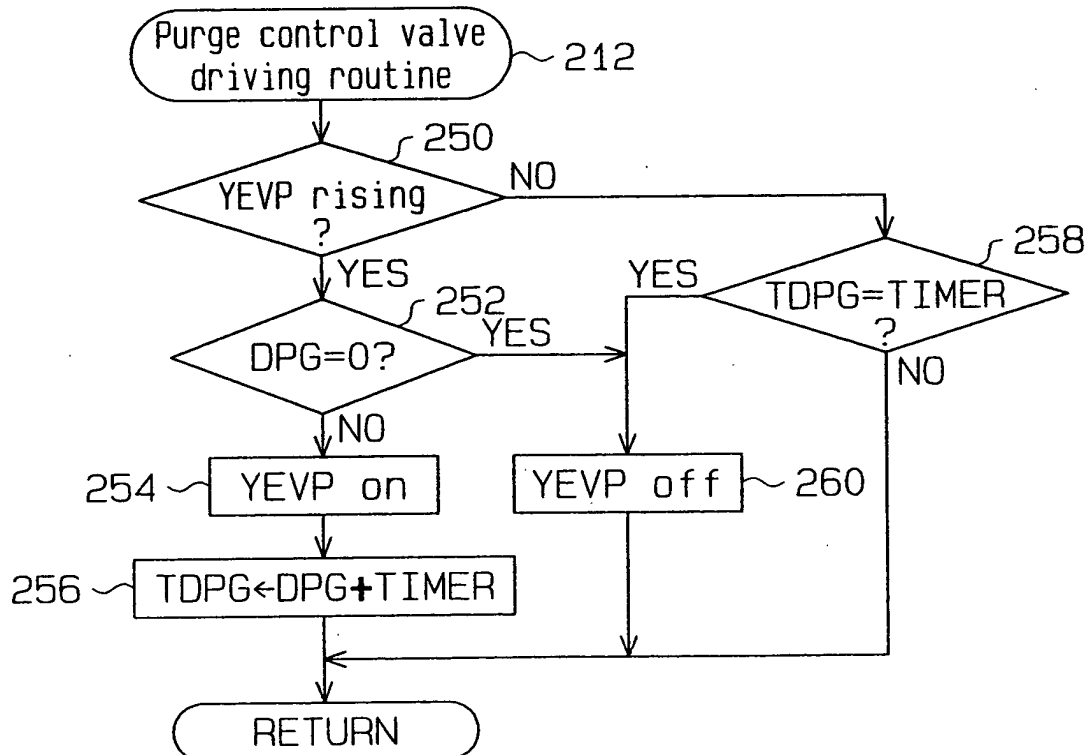 Purge control valve
driving routine
212
250
YEVP rising
?
NO
YES
258
TDPG=TIMER
?
YES
NO
252
DPG=0?
YES
NO
254
YEVP on
YEVP off
260
256
TDPG←DPG+TIMER
RETURN